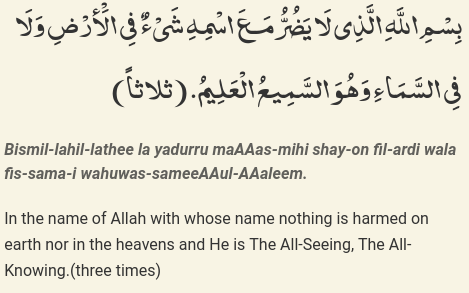 بِسْمِ اللَّهِ الَّذِى لَا يَضُرُّ مَعَ اسْمِهِ شَىْءٌ فِى الْأَرْضِ وَلَا
فِى السَّمَاءِ وَهُوَ السَّمِيعُ الْعَلِيمُ. (ثلاثاً)
Bismil-lahil-lathee la yadurru maAAas-mihi shay-on fil-ardi wala
fis-sama-i wahuwas-sameeAAul-AAaleem.
In the name of Allah with whose name nothing is harmed on
earth nor in the heavens and He is The All-Seeing, The All-
Knowing.(three times)